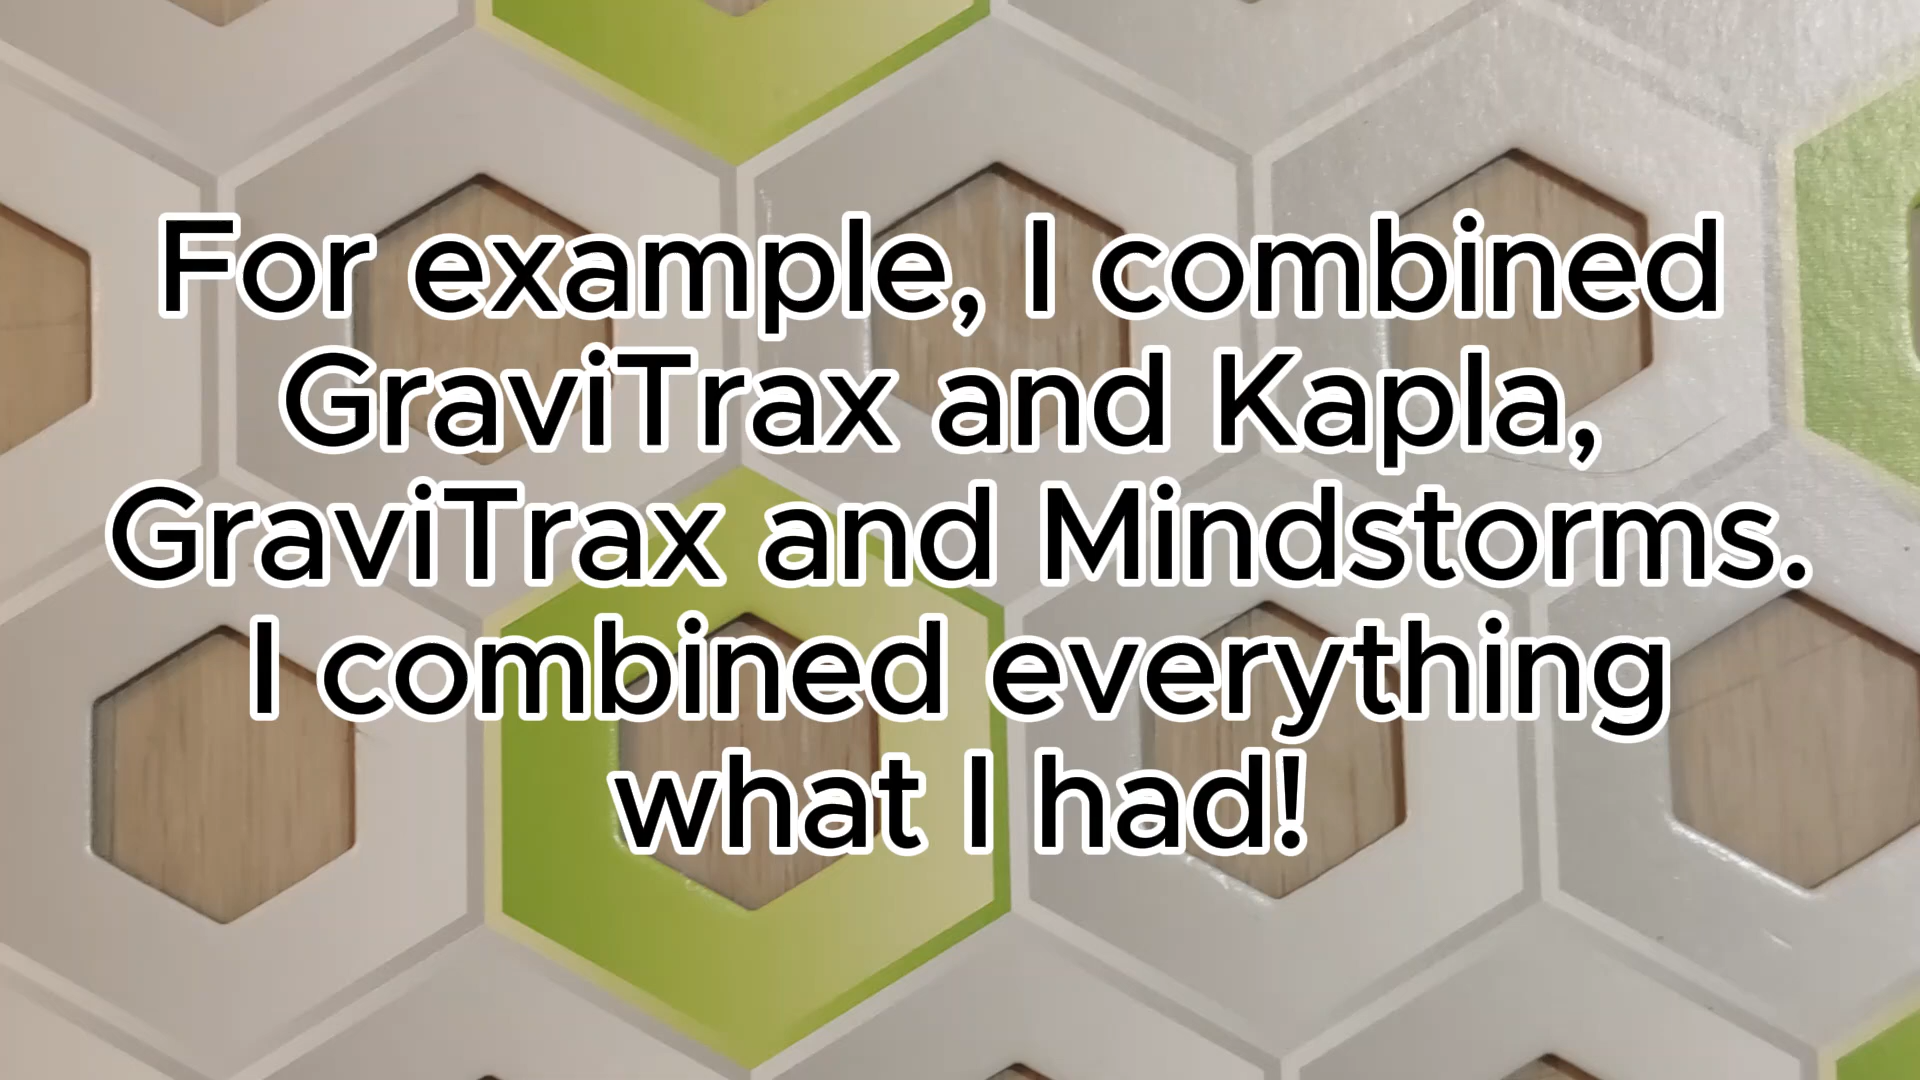 For example, I combined
GraviTrax and Kapla,
GraviTrax and Mindstorms.
I combined everything
what I had!